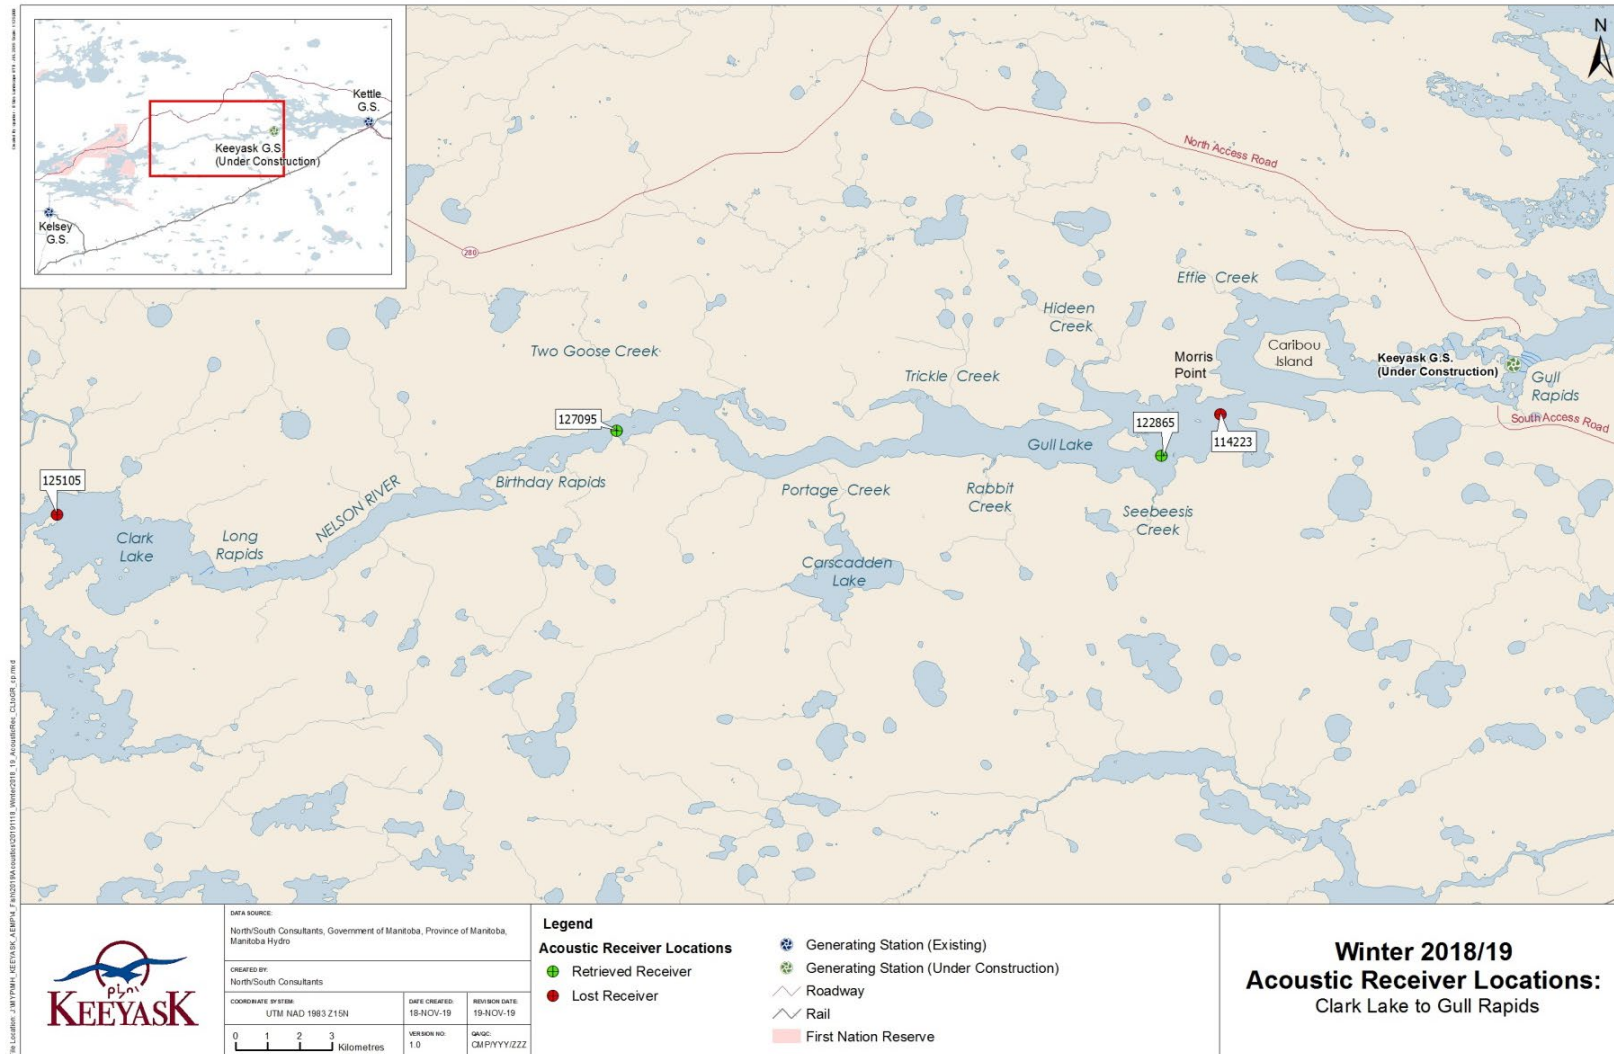 N
Kettle
G.S.
Keeyask G.S.
(Under Construction)
Kelsey
G.S.
280
North Access Road
Effie Creek
Hideen
Creek
Caribou
Island
Morris
Point
Keeyask G.S.
(Under Construction)
Gull
Rapids
South Access Road
Two Goose Creek
Trickle Creek
127095
122865
114223
Gull Lake
Birthday Rapids
Portage Creek
Rabbit
Creek
Seebeesis
Creek
125105
NELSON RIVER
Clark
Lake
Long
Rapids
Carscadden
Lake
KEEYASK
DATA SOURCE:
North/South Consultants, Government of Manitoba, Province of Manitoba,
Manitoba Hydro
CREATED BY:
North/South Consultants
COORDINATE SYSTEM:
UTM NAD 1983 Z15N
DATE CREATED:
18-NOV-19
REVISION DATE:
19-NOV-19
0 1 2 3 Kilometres
VERSION NO:
1.0
QA/QC:
CMP/YYY/ZZZ
Legend
Acoustic Receiver Locations
Retrieved Receiver
Lost Receiver
Generating Station (Existing)
Generating Station (Under Construction)
Roadway
Rail
First Nation Reserve
Winter 2018/19
Acoustic Receiver Locations:
Clark Lake to Gull Rapids